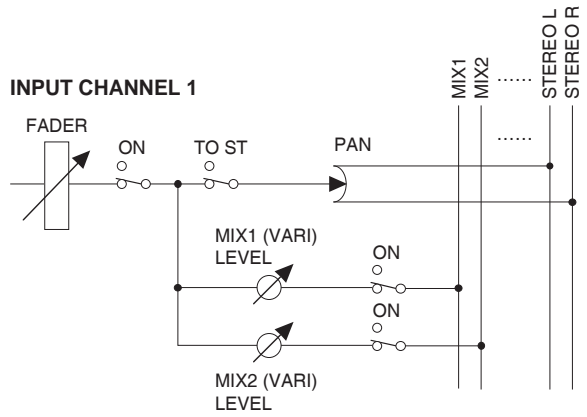 INPUT CHANNEL 1
FADER
ON
TO ST
PAN
MIX1
MIX2
......
STEREO L
STEREO R
......
MIX1 (VARI)
LEVEL
ON
ON
MIX2 (VARI)
LEVEL